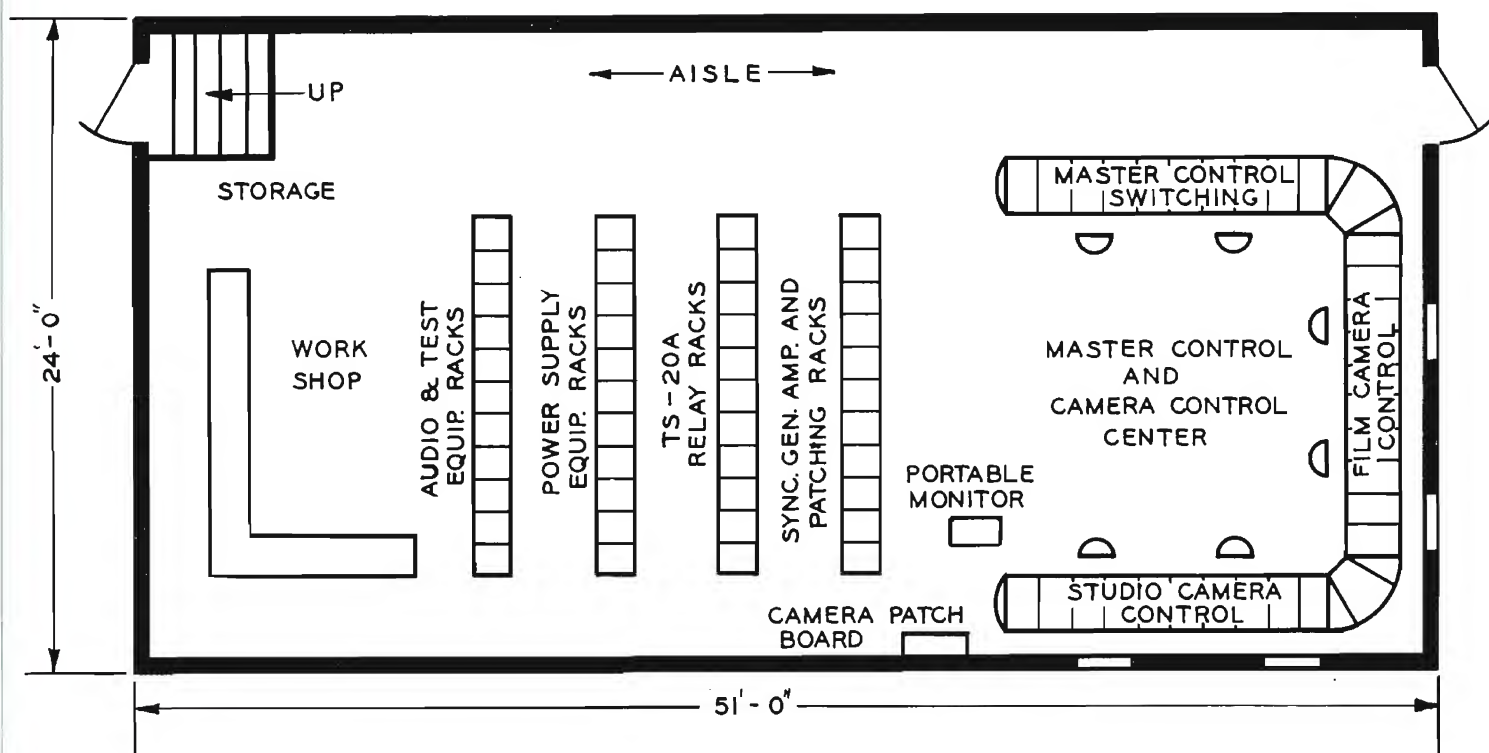 AISLE
UP
STORAGE
24'-0"
WORK
SHOP
AUDIO & TEST
EQUIP. RACKS
POWER SUPPLY
EQUIP. RACKS
TS-20A
RELAY RACKS
SYNC. GEN. AMP. AND
PATCHING RACKS
MASTER CONTROL
SWITCHING
MASTER CONTROL
AND
CAMERA CONTROL
CENTER
FILM CAMERA
CONTROL
PORTABLE
MONITOR
STUDIO CAMERA
CONTROL
CAMERA PATCH
BOARD
51'-0"